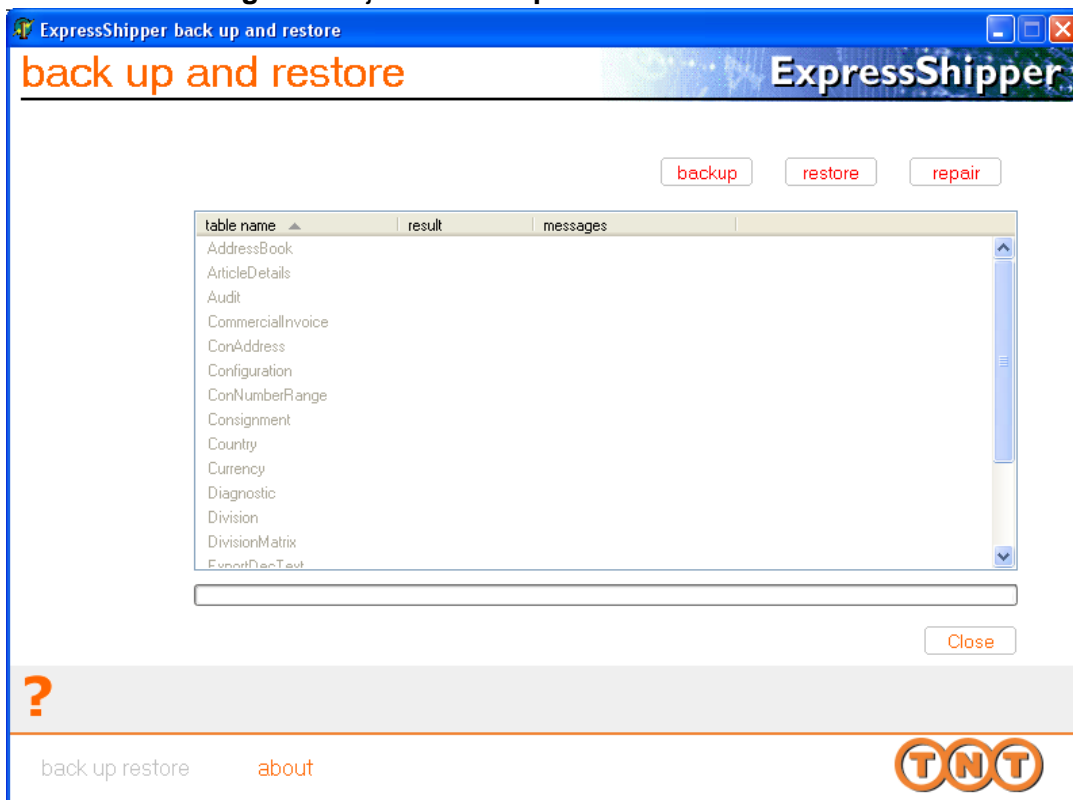 ExpressShipper back up and restore
back up and restore
ExpressShipper
backup restore repair
table name result messages
AddressBook
ArticleDetails
Audit
CommercialInvoice
ConAddress
Configuration
ConNumberRange
Consignment
Country
Currency
Diagnostic
Division
DivisionMatrix
ExportDecText
Close
?
back up restore about
TNT